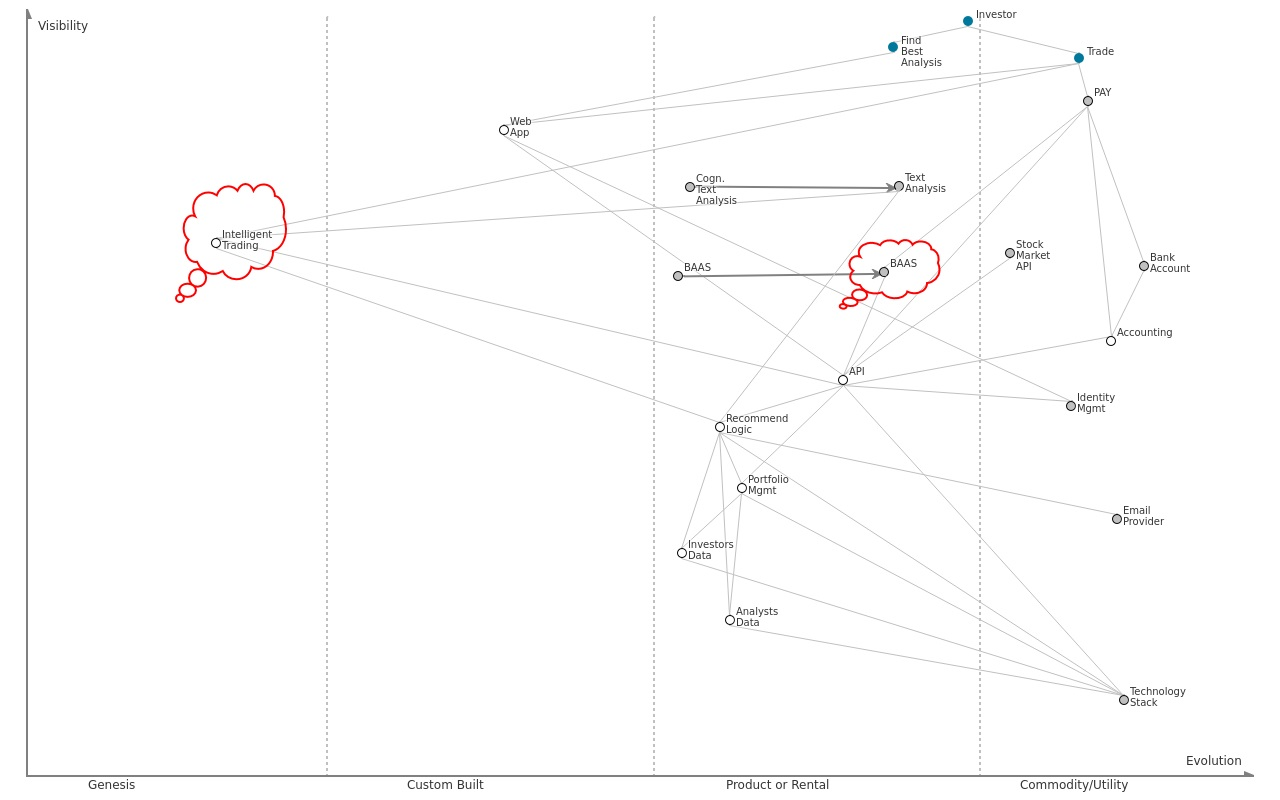 Visibility
Investor
Find
Best
Analysis
Trade
PAY
Web
App
Cogn.
Text
Analysis
Text
Analysis
Intelligent
Trading
BAAS
BAAS
Stock
Market
API
Bank
Account
Accounting
API
Identity
Mgmt
Recommend
Logic
Portfolio
Mgmt
Email
Provider
Investors
Data
Analysts
Data
Technology
Stack
Evolution
Genesis
Custom Built
Product or Rental
Commodity/Utility